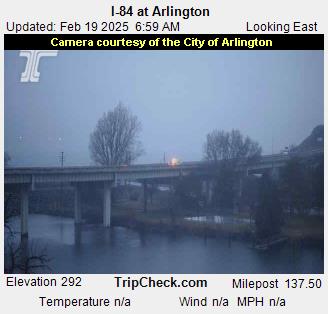 I-84 at Arlington
Updated: Feb 19 2025 6:59 AM Looking East
Camera courtesy of the City of Arlington
Elevation 292 TripCheck.com Milepost 137.50
Temperature n/a Wind n/a MPH n/a